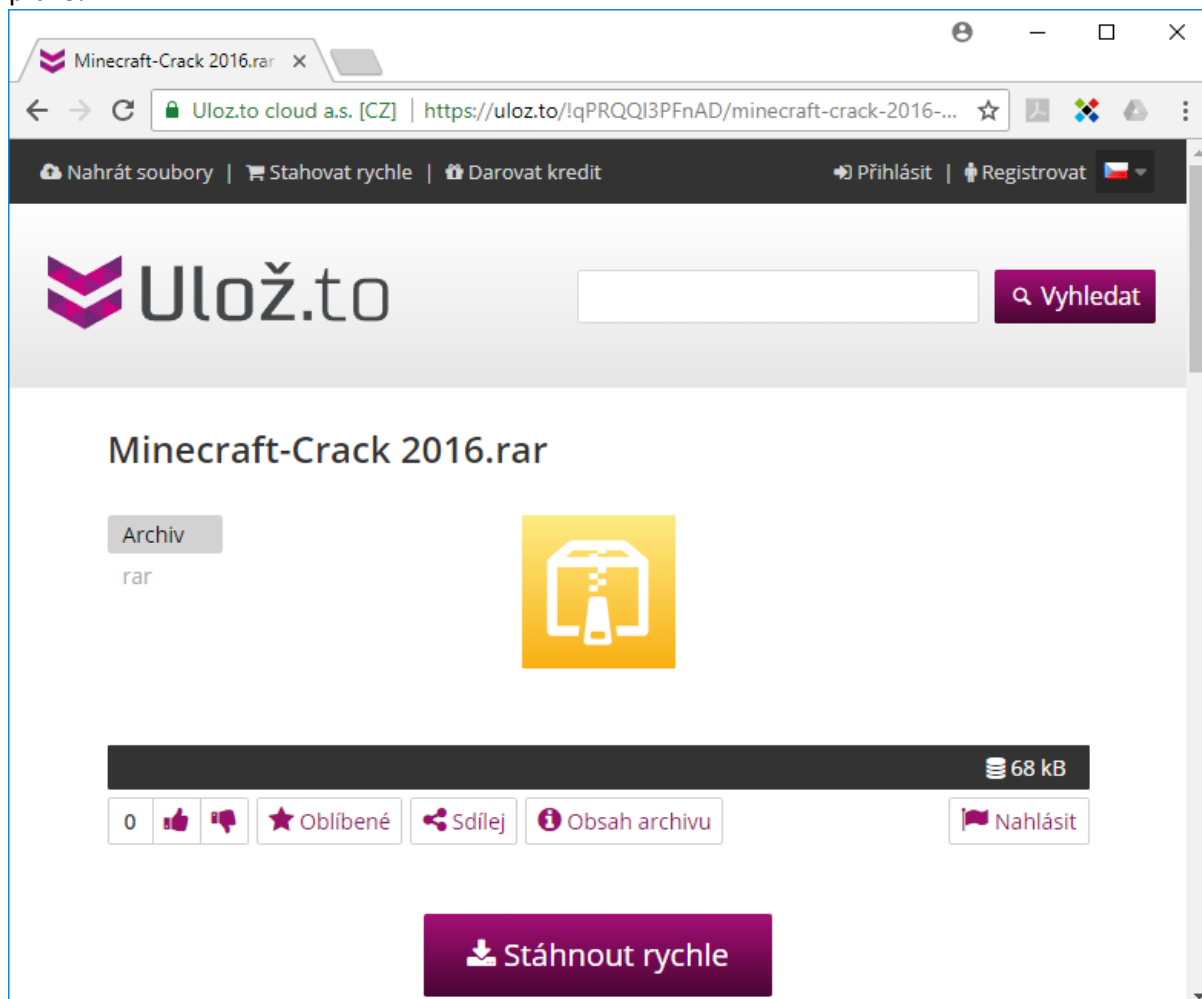 Minecraft-Crack 2016.rar
Uloz.to cloud a.s. [CZ] | https://uloz.to/!qPRQQI3PFnAD/minecraft-crack-2016-...
Nahrát soubory | Stahovat rychle | Darovat kredit Přihlásit | Registrovat
Ulož.to Vyhledat
Minecraft-Crack 2016.rar
Archiv
rar
68 kB
0 Oblíbené Sdílej Obsah archivu Nahlásit
Stáhnout rychle